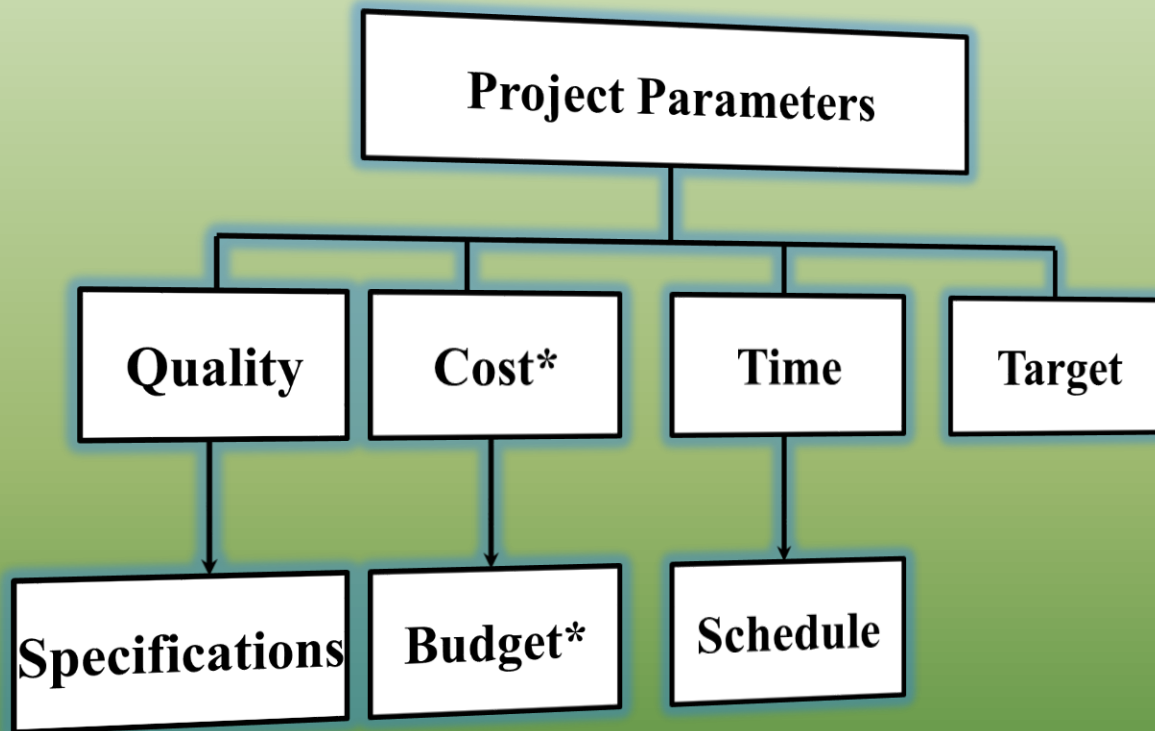 Project Parameters
Quality
Cost*
Time
Target
Specifications
Budget*
Schedule